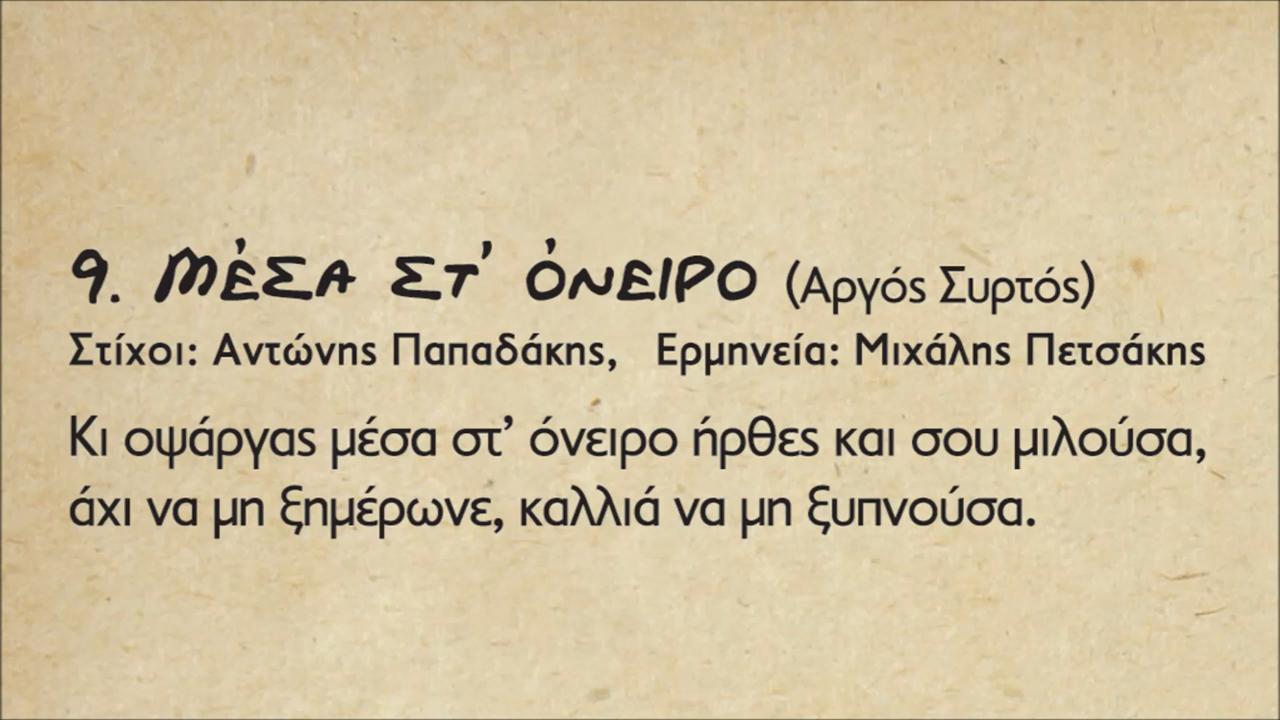 9. ΜΈΣΑ ΣΤ' ΌΝΕΙΡΟ (Αργός Συρτός)
Στίχοι: Αντώνης Παπαδάκης, Ερμηνεία: Μιχάλης Πετσάκης
Κι οψάργας μέσα στ' όνειρο ήρθες και σου μιλούσα,
άχι να μη ξημέρωνε, καλλιά να μη ξυπνούσα.